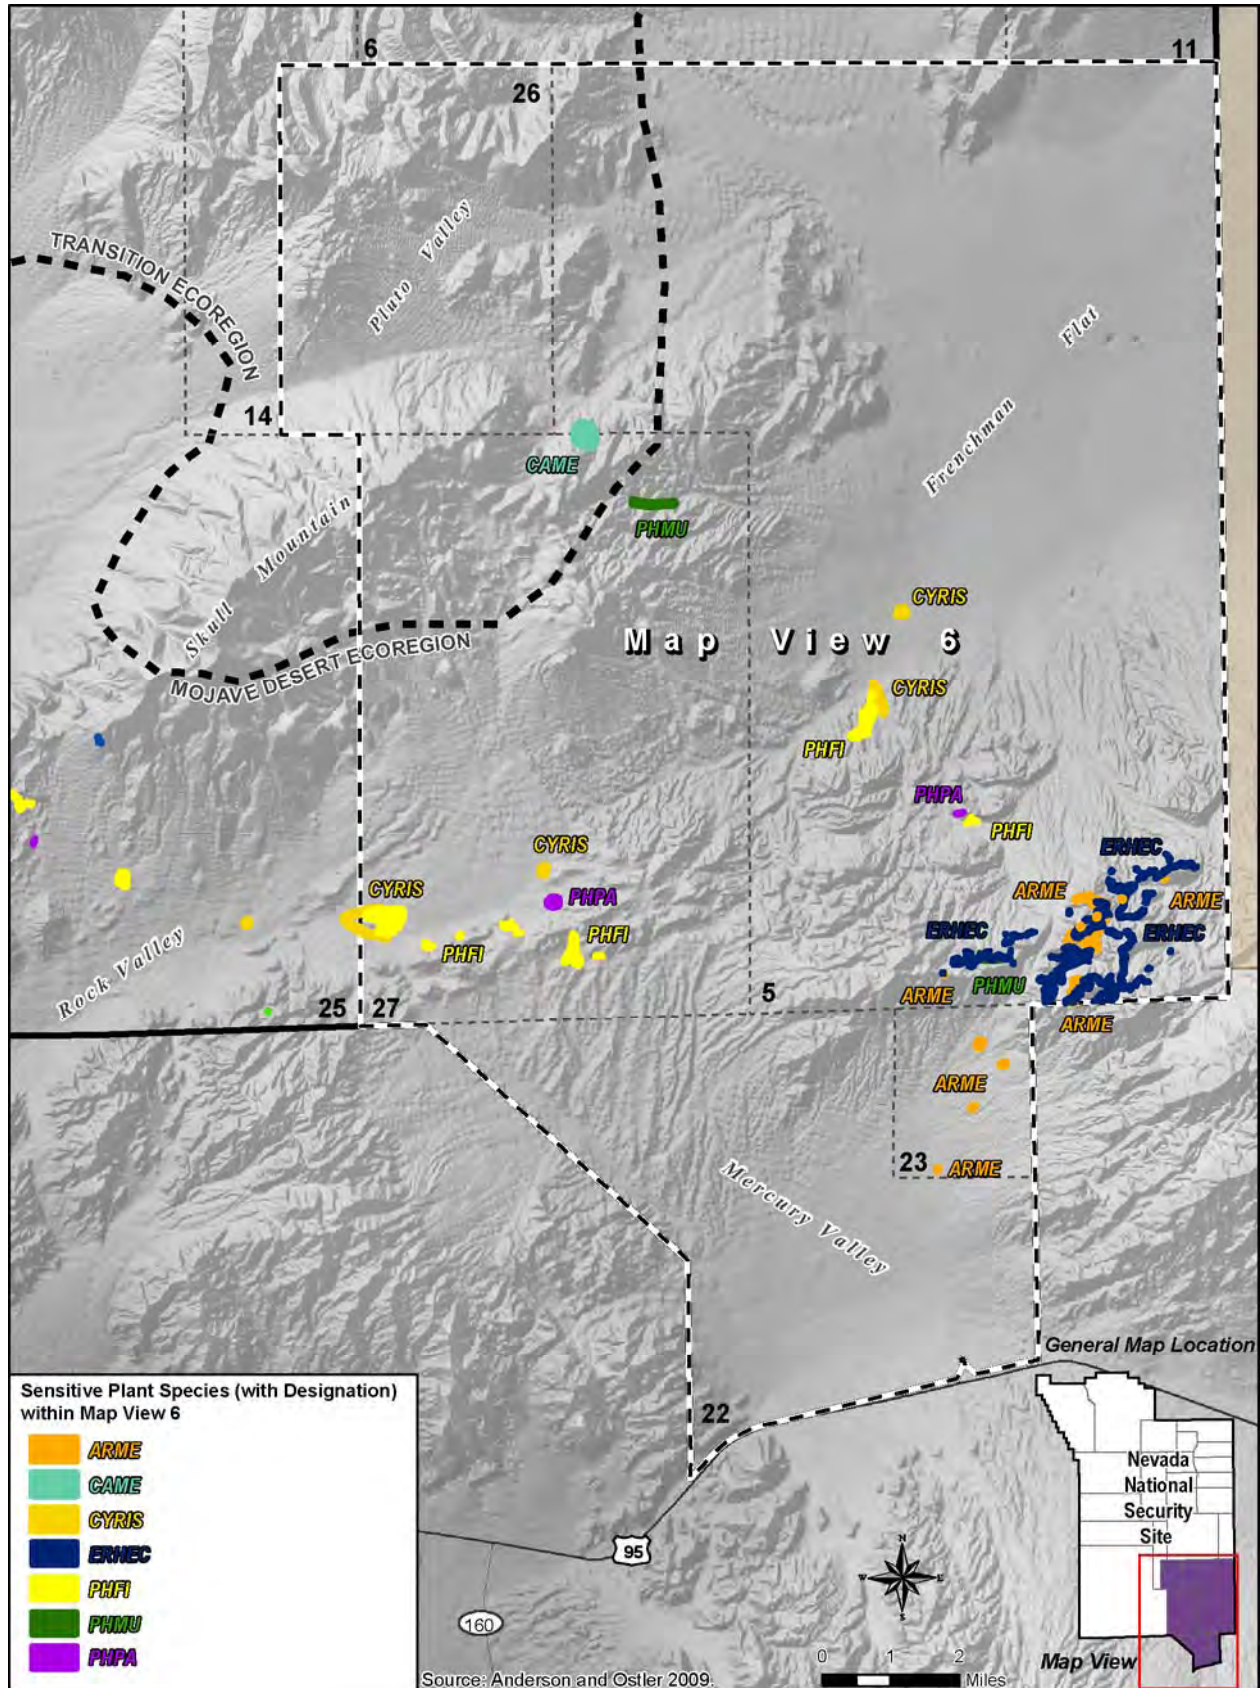 6
11
26
Pluto Valley
TRANSITION ECOREGION
Frenchman Flat
14
CAME
PHMU
Skull Mountain
CYRIS
Map View 6
MOJAVE DESERT ECOREGION
CYRIS
PHFI
PHPA
PHFI
CYRIS
ERHEC
CYRIS
PHPA
ARME
ARME
PHFI
PHFI
ERHEC
ERHEC
Rock Valley
PHMU
ARME
5
25
27
ARME
ARME
23
ARME
Mercury Valley
General Map Location
22
Sensitive Plant Species (with Designation)
within Map View 6
ARME
CAME
CYRIS
ERHEC
PHFI
PHMU
PHPA
Nevada
National
Security
Site
95
160
N
W
E
S
Map View
0
1
2
Miles
Source: Anderson and Ostler 2009.